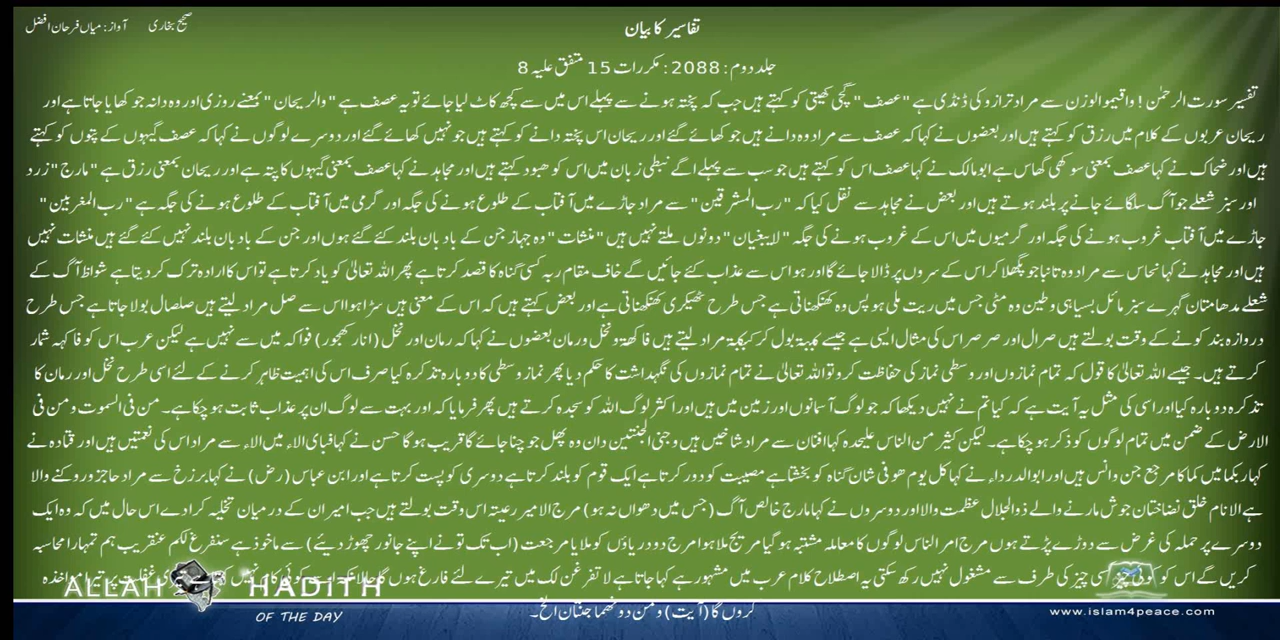 صحیح بخاری آواز: میاں فرحان افضل
تفاسیر کا بیان
جلد دوم : 2088 : مکررات 15 متفق علیہ 8
تفسیر سورت الرحمٰن! واقیمو الوزن سے مراد ترازو کی ڈنڈی ہے "عصف" کچی کھیتی کو کہتے ہیں جب کہ پختہ ہونے سے پہلے اس میں سے کچھ کاٹ لیا جائے تو یہ عصف ہے "والریحان" بمعنے روزی اور وہ دانہ جو کھایا جاتا ہے اور
ریحان عربوں کے کلام میں رزق کو کہتے ہیں اور بعضوں نے کہا کہ عصف سے مراد وہ دانے ہیں جو کھائے گئے اور ریحان اس پختہ دانے کو کہتے ہیں جو نہیں کھائے گئے اور دوسرے لوگوں نے کہا کہ عصف گیہوں کے پتوں کو کہتے
ہیں اور ضحاک نے کہا عصف بمعنی سوکھی گھاس ہے ابومالک نے کہا عصف اس کو کہتے ہیں جو سب سے پہلے اگے نبطی زبان میں اس کو ھبود کہتے ہیں اور مجاہد نے کہا عصف بمعنی گیہوں کا پتہ ہے اور ریحان بمعنی رزق ہے "مارج" زرد
اور سبز شعلے جو آگ سلگائے جانے پر بلند ہوتے ہیں اور بعض نے مجاہد سے نقل کیا کہ "رب المشرقین" سے مراد جاڑے میں آفتاب کے طلوع ہونے کی جگہ اور گرمی میں آفتاب کے طلوع ہونے کی جگہ ہے "رب المغربین"
جاڑے میں آفتاب غروب ہونے کی جگہ اور گرمیوں میں اس کے غروب ہونے کی جگہ "لایبغیان" دونوں ملتے نہیں ہیں "منشات" وہ جہاز جن کے بادبان بلند کئے گئے ہوں اور جن کے بادبان بلند نہیں کئے گئے ہیں منشات نہیں
ہیں اور مجاہد نے کہا نحاس سے مراد وہ تانبا جو پگھلا کر اس کے سروں پر ڈالا جائے گا اور ہو اس سے عذاب کئے جائیں گے خاف مقام ربہ کسی گناہ کا قصد کرتا ہے پھر اللہ تعالیٰ کو یاد کرتا ہے تو اس کا ارادہ ترک کر دیتا ہے شواظ آگ کے
شعلے مدھامتان گہرے سبز مائل بسیاہی وطین وہ مٹی جس میں ریت ملی ہو پس وہ کھنکھناتی ہے جس طرح ٹھیکری کھنکھناتی ہے اور بعض کہتے ہیں کہ اس کے معنی ہیں سڑا ہوا اس سے صل مراد لیتے ہیں صلصال بولا جاتا ہے جس طرح
دروازہ بند کونے کے وقت بولتے ہیں صر ال اور صر صر اس کی مثال ایسی ہے جیسے کببتہ بول کر کبکبتہ مراد لیتے ہیں فاکھۃ ونخل ورمان بعضوں نے کہا کہ رمان اور نخل (انار کھجور) فواکہ میں سے نہیں ہے لیکن عرب اس کو فاکہہ شمار
کرتے ہیں۔ جیسے اللہ تعالیٰ کا قول کہ تمام نمازوں اور وسطی نماز کی حفاظت کرو تو اللہ تعالیٰ نے تمام نمازوں کی نگہداشت کا حکم دیا پھر نماز وسطی کا دوبارہ تذکرہ کیا صرف اس کی اہمیت ظاہر کرنے کے لئے اسی طرح نخل اور رمان کا
تذکرہ دوبارہ کیا اور اسی کی مثل یہ آیت ہے کہ کیا تم نے نہیں دیکھا کہ جو لوگ آسمانوں اور زمین میں ہیں اور اکثر لوگ اللہ کو سجدہ کرتے ہیں پھر فرمایا کہ اور بہت سے لوگ ان پر عذاب ثابت ہو چکا ہے۔ من فی السموت ومن فی
الارض کے ضمن میں تمام لوگوں کو ذکر ہو چکا ہے۔ لیکن کثیر من الناس علیحدہ کہا افنان سے مراد شاخیں ہیں وجنی الجنتین دان وہ پھل جو چنا جائے گا قریب ہوگا حسن نے کہا فبای الاء میں الاء سے مراد اس کی نعمتیں ہیں اور قتادہ نے
کہا ربکما میں کما کا مرجع جن وانس ہیں اور ابوالدرداء نے کہا کل یوم ھو فی شان گناہ کو بخشتا ہے مصیبت کو دور کرتا ہے ایک قوم کو بلند کرتا ہے دوسری کو پست کرتا ہے اور ابن عباس (رض) نے کہا برزخ سے مراد حاجز ور وکنے والا
ہے الانام خلق نضاختان جوش مارنے والے ذوالجلال عظمت والا اور دوسروں نے کہا مارج خالص آگ (جس میں دھواں نہ ہو) مرج الامیر رعیتہ اس وقت بولتے ہیں جب امیر ان کے درمیان تخلیہ کرا دے اس حال میں کہ وہ ایک
دوسرے پر حملہ کی غرض سے دوڑے پڑتے ہوں مرج امر الناس لوگوں کا معاملہ مشتبہ ہو گیا مریج ملا ہوا مرج دو دریاؤں کو ملایا مرجعت (اب تک تو نے اپنے جانور چھوڑ دیئے) سے ماخوذ ہے سنفرغ لکم عنقریب ہم تمہارا محاسبہ
کریں گے اس کو کوئی چیز کسی چیز کی طرف سے مشغول نہیں رکھ سکتی یہ اصطلاح کلام عرب میں مشہور ہے کہا جاتا ہے لا تفرغن لک میں تیرے لئے فارغ ہوں گا حالانکہ اسے کوئی کام نہیں غفلت پر تیرا مواخذہ
کروں گا (آیت) ومن دونھما جنتان الخ۔
ALLAH HADITH
OF THE DAY
www.islam4peace.com